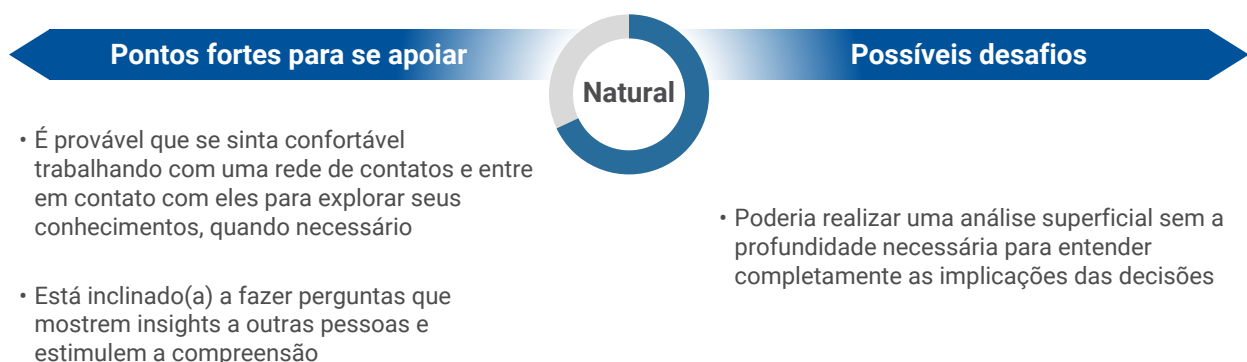 Pontos fortes para se apoiar
Natural
Possíveis desafios
• É provável que se sinta confortável
trabalhando com uma rede de contatos e entre
em contato com eles para explorar seus
conhecimentos, quando necessário
• Está inclinado(a) a fazer perguntas que
mostrem insights a outras pessoas e
estimulem a compreensão
• Poderia realizar uma análise superficial sem a
profundidade necessária para entender
completamente as implicações das decisões